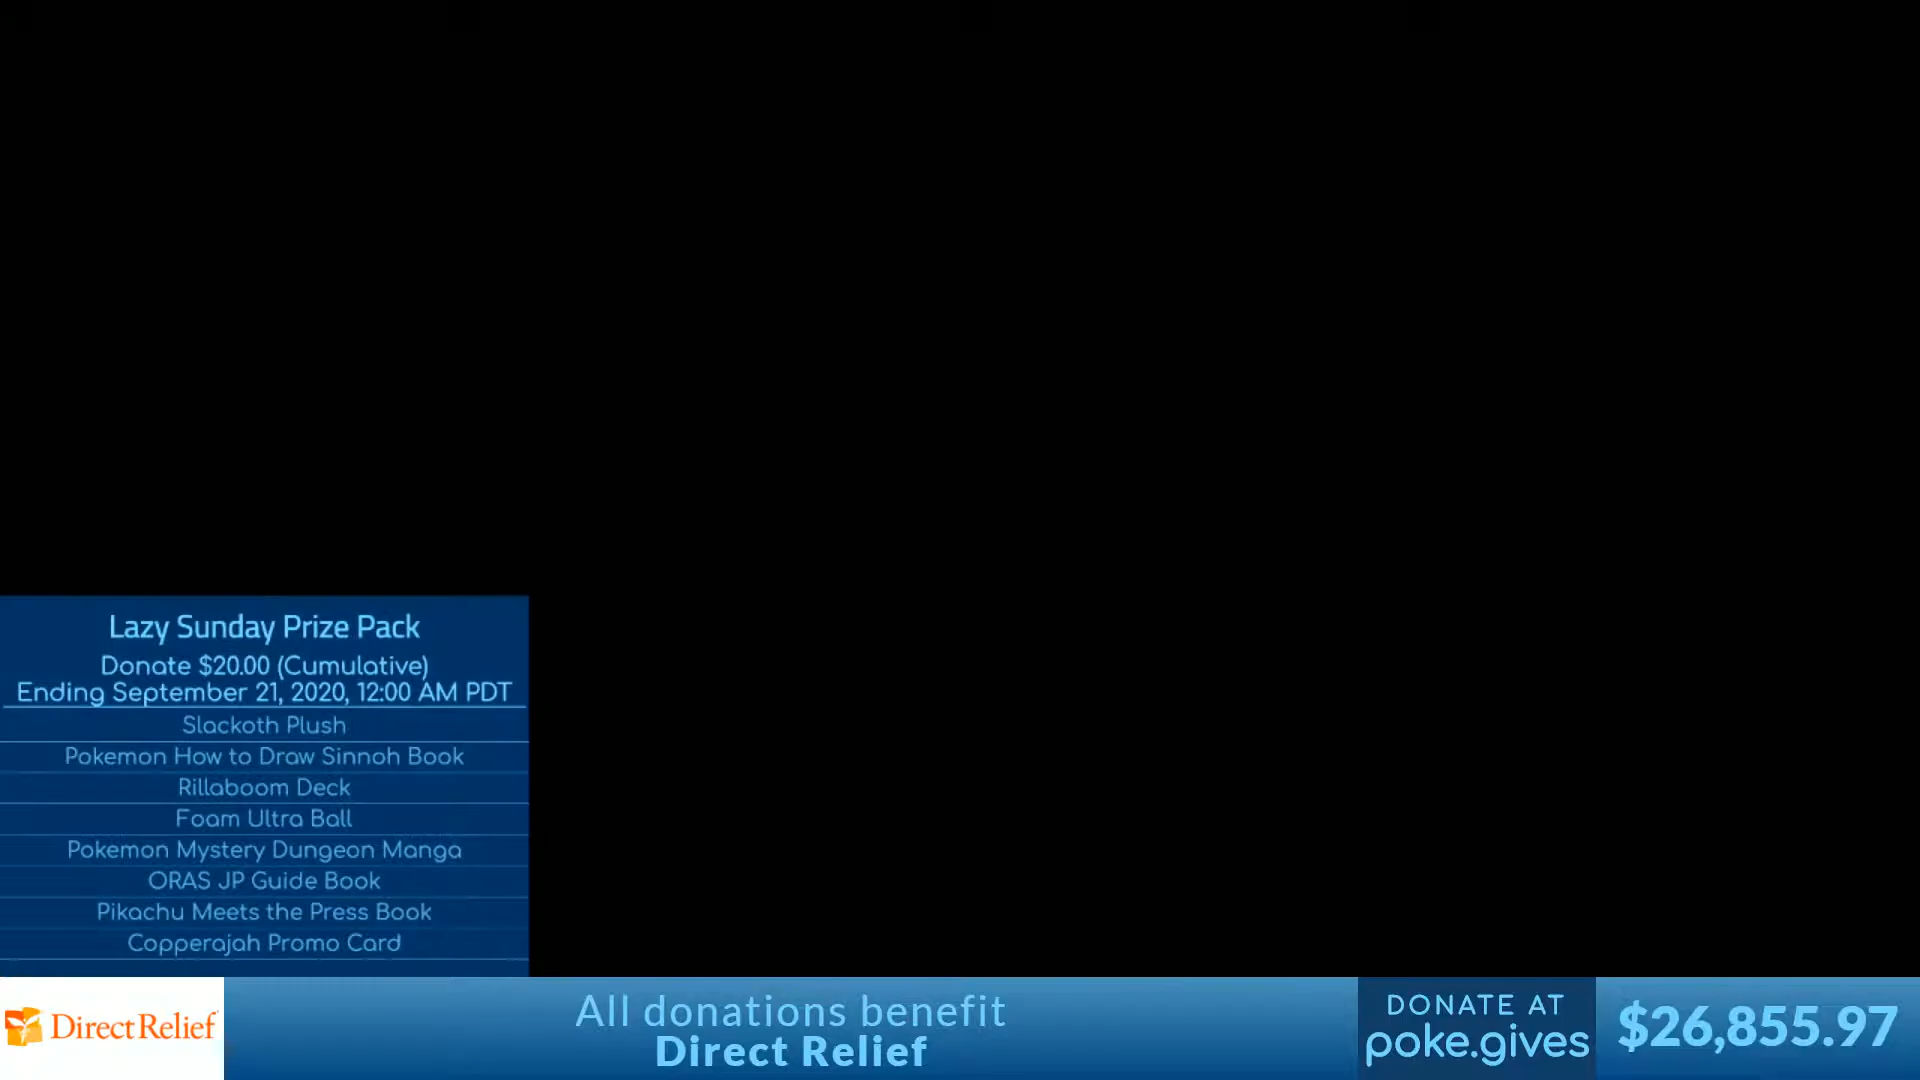 Lazy Sunday Prize Pack
Donate $20.00 (Cumulative)
Ending September 21, 2020, 12:00 AM PDT
Slackoth Plush
Pokemon How to Draw Sinnoh Book
Rillaboom Deck
Foam Ultra Ball
Pokemon Mystery Dungeon Manga
ORAS JP Guide Book
Pikachu Meets the Press Book
Copperajah Promo Card
Direct Relief
All donations benefit
Direct Relief
DONATE AT
poke.gives
$26,855.97